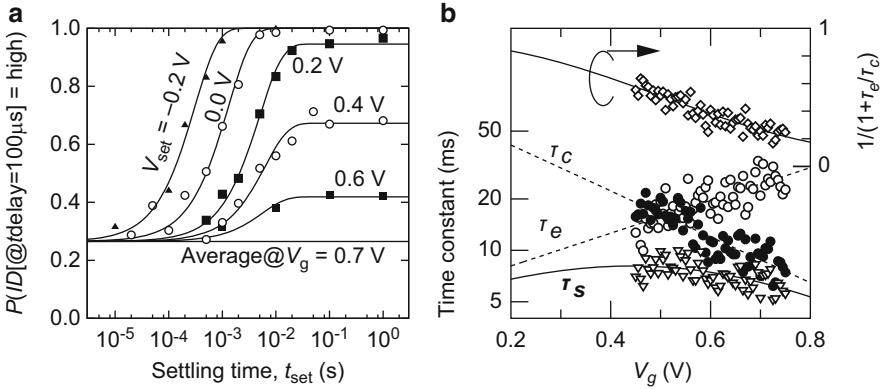 a
P(ID[@tdelay=100μs] = high)
1.0
0.8
0.6
0.4
0.2
0.0
V_set = −0.2 V
0.0 V
0.2 V
0.4 V
0.6 V
Average@V_g = 0.7 V
10⁻⁵ 10⁻⁴ 10⁻³ 10⁻² 10⁻¹ 10⁰
Settling time, t_set (s)
b
Time constant (ms)
50
20
10
5
τ_c
τ_e
τ_s
1
0
1/(1+τ_e/τ_c)
0.2 0.4 0.6 0.8
V_g (V)